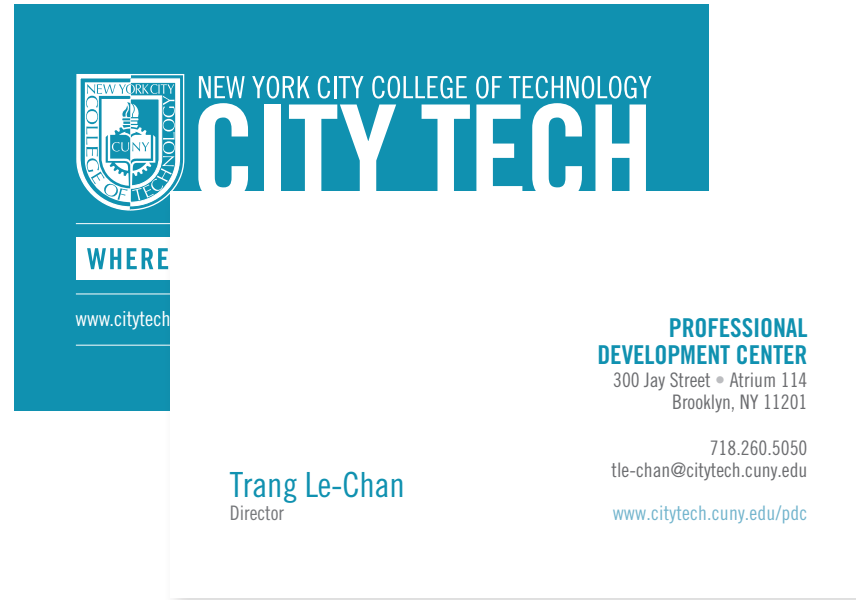 NEW YORK CITY
COLLEGE OF TECHNOLOGY
CUNY
NEW YORK CITY COLLEGE OF TECHNOLOGY
CITY TECH
WHERE
www.citytech
PROFESSIONAL
DEVELOPMENT CENTER
300 Jay Street • Atrium 114
Brooklyn, NY 11201
718.260.5050
tle-chan@citytech.cuny.edu
Trang Le-Chan
Director
www.citytech.cuny.edu/pdc